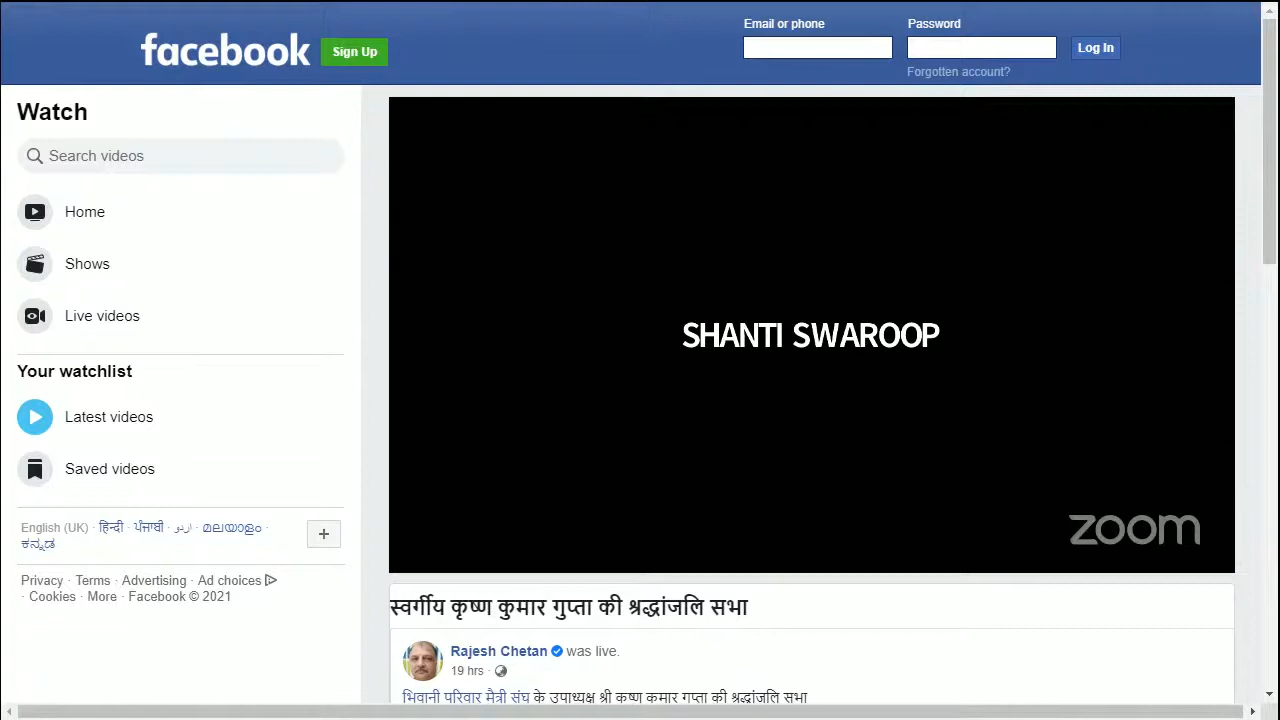 facebook
Sign Up
Email or phone
Password
Log In
Forgotten account?
Watch
Search videos
Home
Shows
Live videos
Your watchlist
Latest videos
Saved videos
English (UK) · हिन्दी · ਪੰਜਾਬੀ · اردو · മലയാളം ·
ಕನ್ನಡ
+
Privacy · Terms · Advertising · Ad choices
· Cookies · More · Facebook © 2021
SHANTI SWAROOP
zoom
स्वर्गीय कृष्ण कुमार गुप्ता की श्रद्धांजलि सभा
Rajesh Chetan was live.
19 hrs ·
भिवानी परिवार मैत्री संघ के उपाध्यक्ष श्री कृष्ण कुमार गुप्ता की श्रद्धांजलि सभा